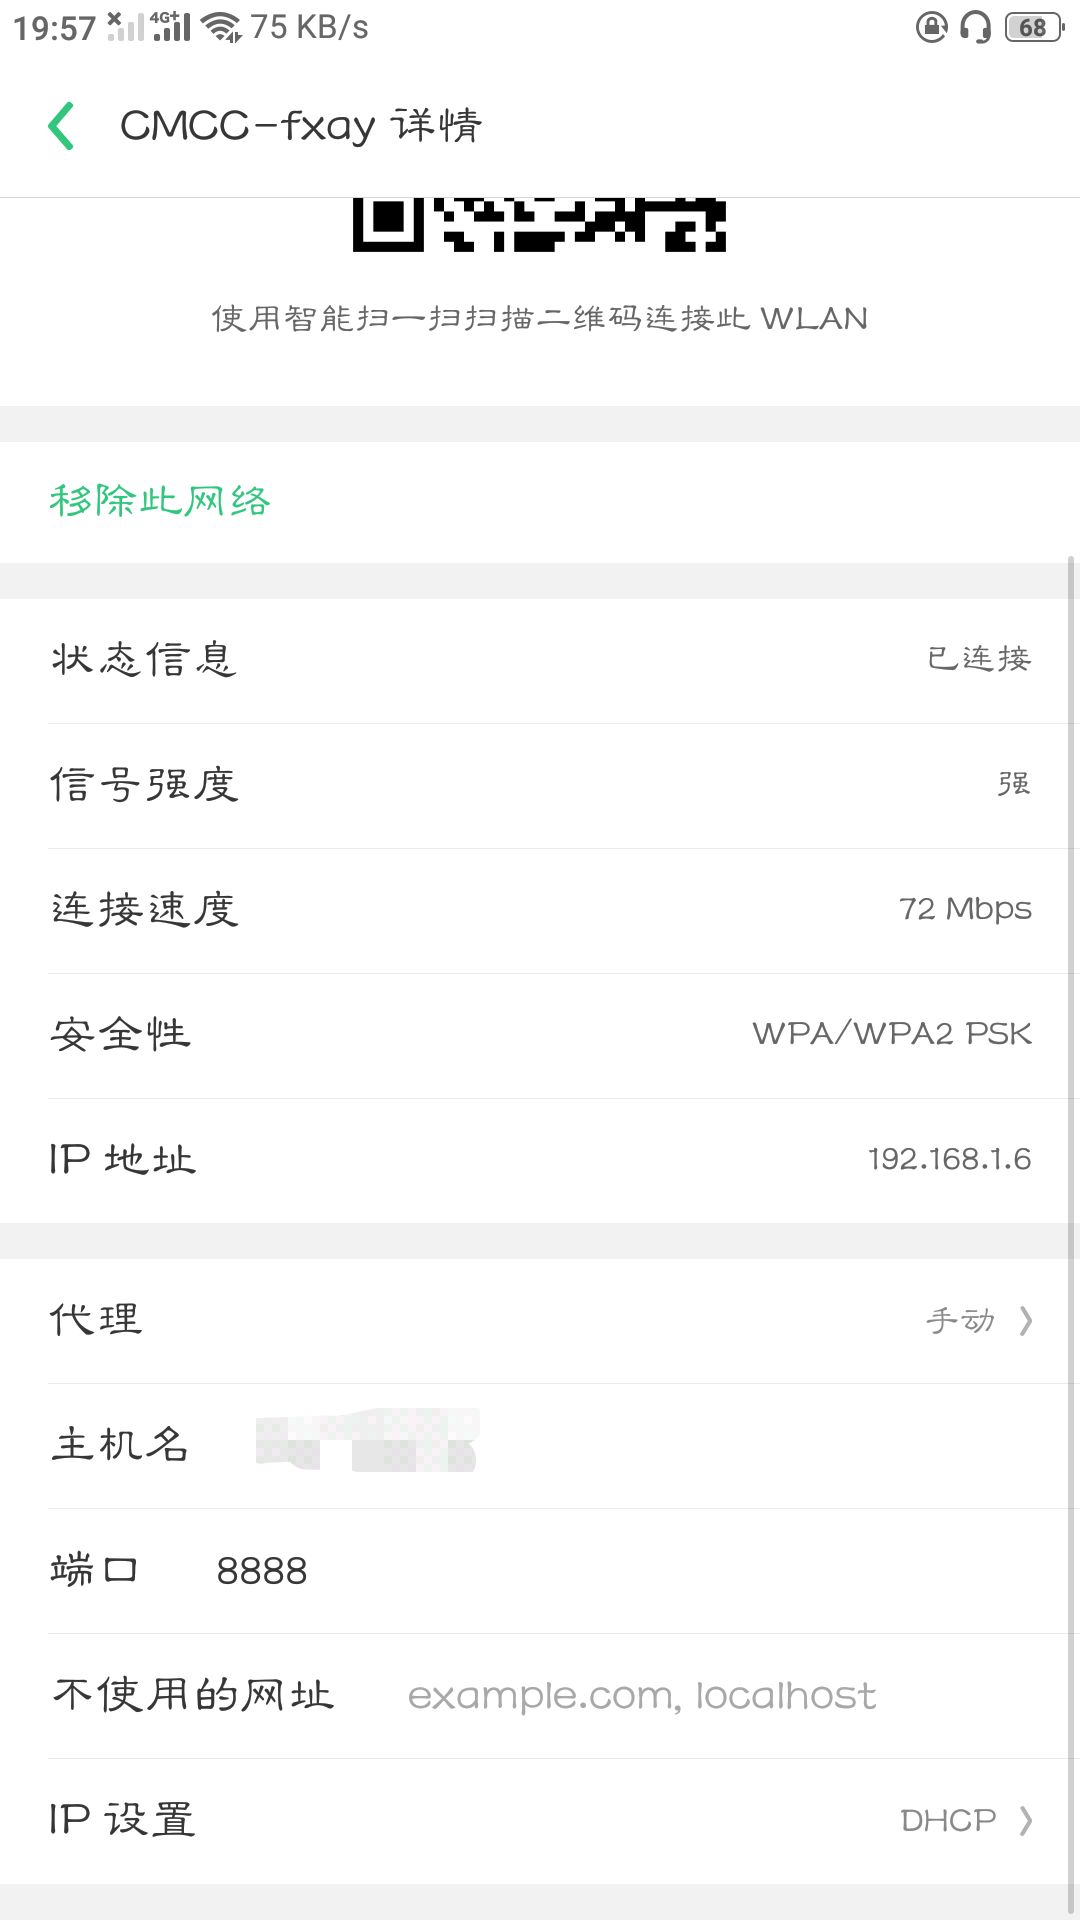 19:57 4G+ 75 KB/s 68
CMCC-fxay 详情
使用智能扫一扫扫描二维码连接此 WLAN
移除此网络
状态信息 已连接
信号强度 强
连接速度 72 Mbps
安全性 WPA/WPA2 PSK
IP 地址 192.168.1.6
代理 手动
主机名
端口 8888
不使用的网址 example.com, localhost
IP 设置 DHCP